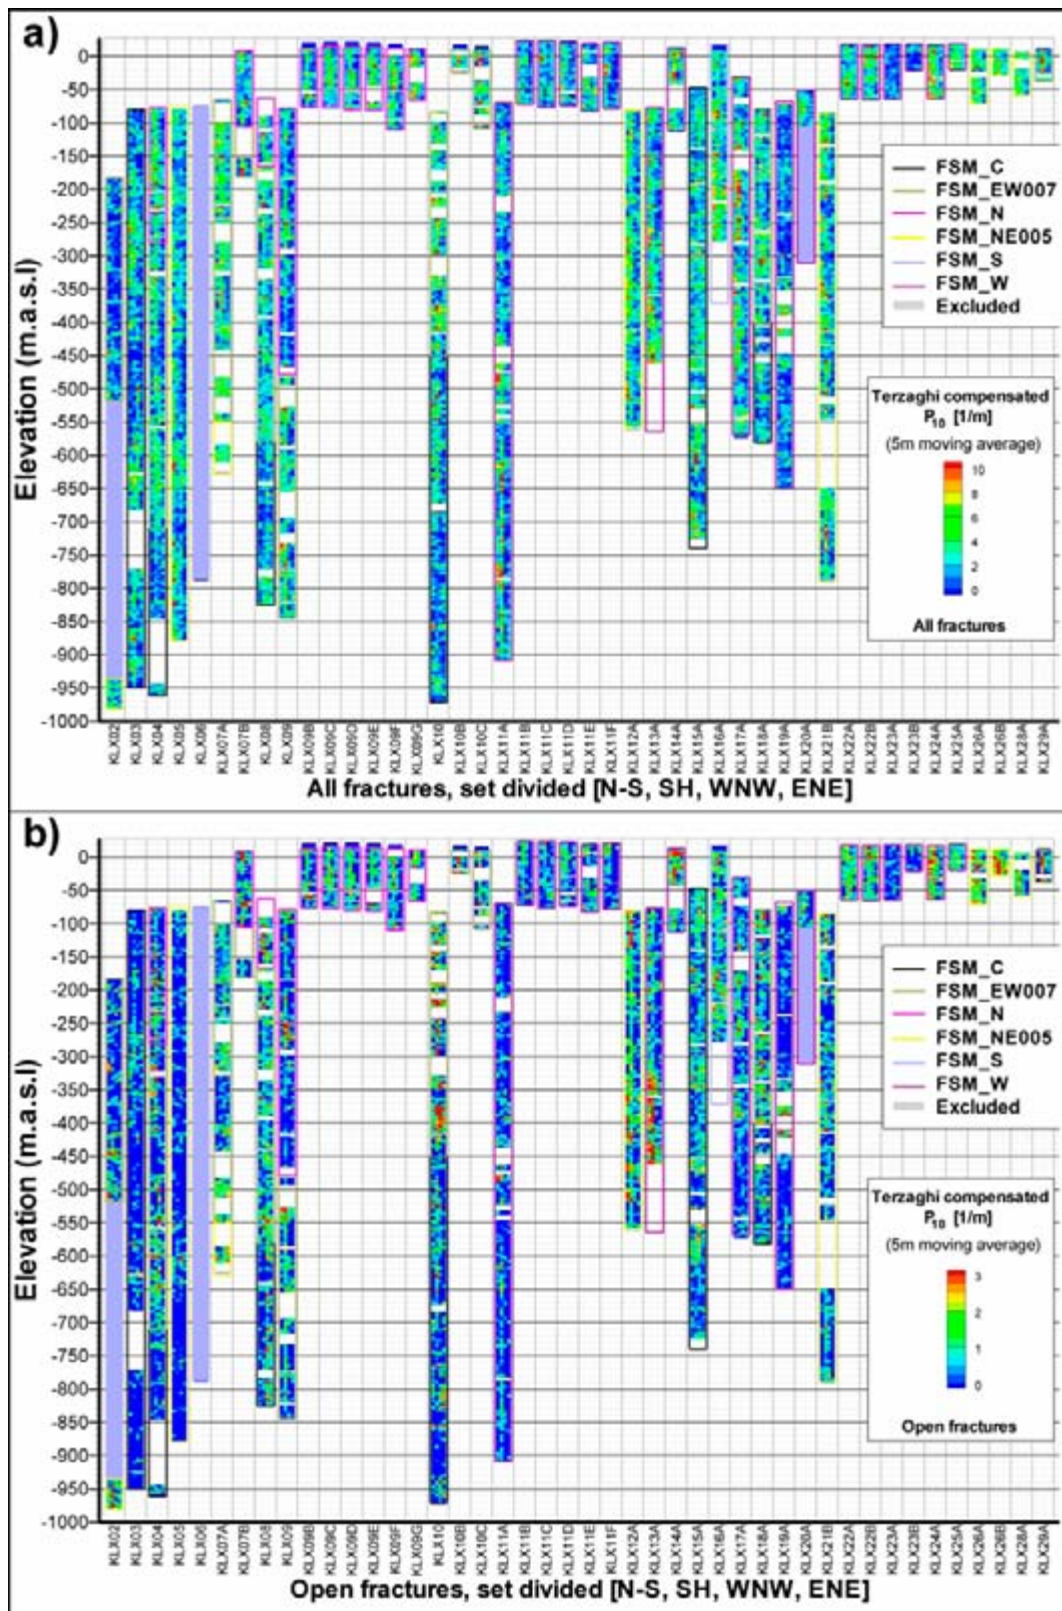 a)
0
-50
-100
-150
-200
-250
-300
-350
-400
-450
-500
-550
-600
-650
-700
-750
-800
-850
-900
-950
-1000
Elevation (m.a.s.l)
FSM_C
FSM_EW007
FSM_N
FSM_NE005
FSM_S
FSM_W
Excluded
Terzaghi compensated
P10 [1/m]
(5m moving average)
10
8
6
4
2
0
All fractures
KLX02
KLX03
KLX04
KLX05
KLX06
KLX07A
KLX07B
KLX08
KLX09
KLX09B
KLX09C
KLX09D
KLX09E
KLX09F
KLX09G
KLX10
KLX10B
KLX10C
KLX11A
KLX11B
KLX11C
KLX11D
KLX11E
KLX11F
KLX12A
KLX13A
KLX14A
KLX15A
KLX16A
KLX17A
KLX18A
KLX19A
KLX20A
KLX21B
KLX22A
KLX22B
KLX23A
KLX23B
KLX24A
KLX25A
KLX26A
KLX26B
KLX28A
KLX29A
All fractures, set divided [N-S, SH, WNW, ENE]
b)
0
-50
-100
-150
-200
-250
-300
-350
-400
-450
-500
-550
-600
-650
-700
-750
-800
-850
-900
-950
-1000
Elevation (m.a.s.l)
FSM_C
FSM_EW007
FSM_N
FSM_NE005
FSM_S
FSM_W
Excluded
Terzaghi compensated
P10 [1/m]
(5m moving average)
3
2
1
0
Open fractures
KLX02
KLX03
KLX04
KLX05
KLX06
KLX07A
KLX07B
KLX08
KLX09
KLX09B
KLX09C
KLX09D
KLX09E
KLX09F
KLX09G
KLX10
KLX10B
KLX10C
KLX11A
KLX11B
KLX11C
KLX11D
KLX11E
KLX11F
KLX12A
KLX13A
KLX14A
KLX15A
KLX16A
KLX17A
KLX18A
KLX19A
KLX20A
KLX21B
KLX22A
KLX22B
KLX23A
KLX23B
KLX24A
KLX25A
KLX26A
KLX26B
KLX28A
KLX29A
Open fractures, set divided [N-S, SH, WNW, ENE]